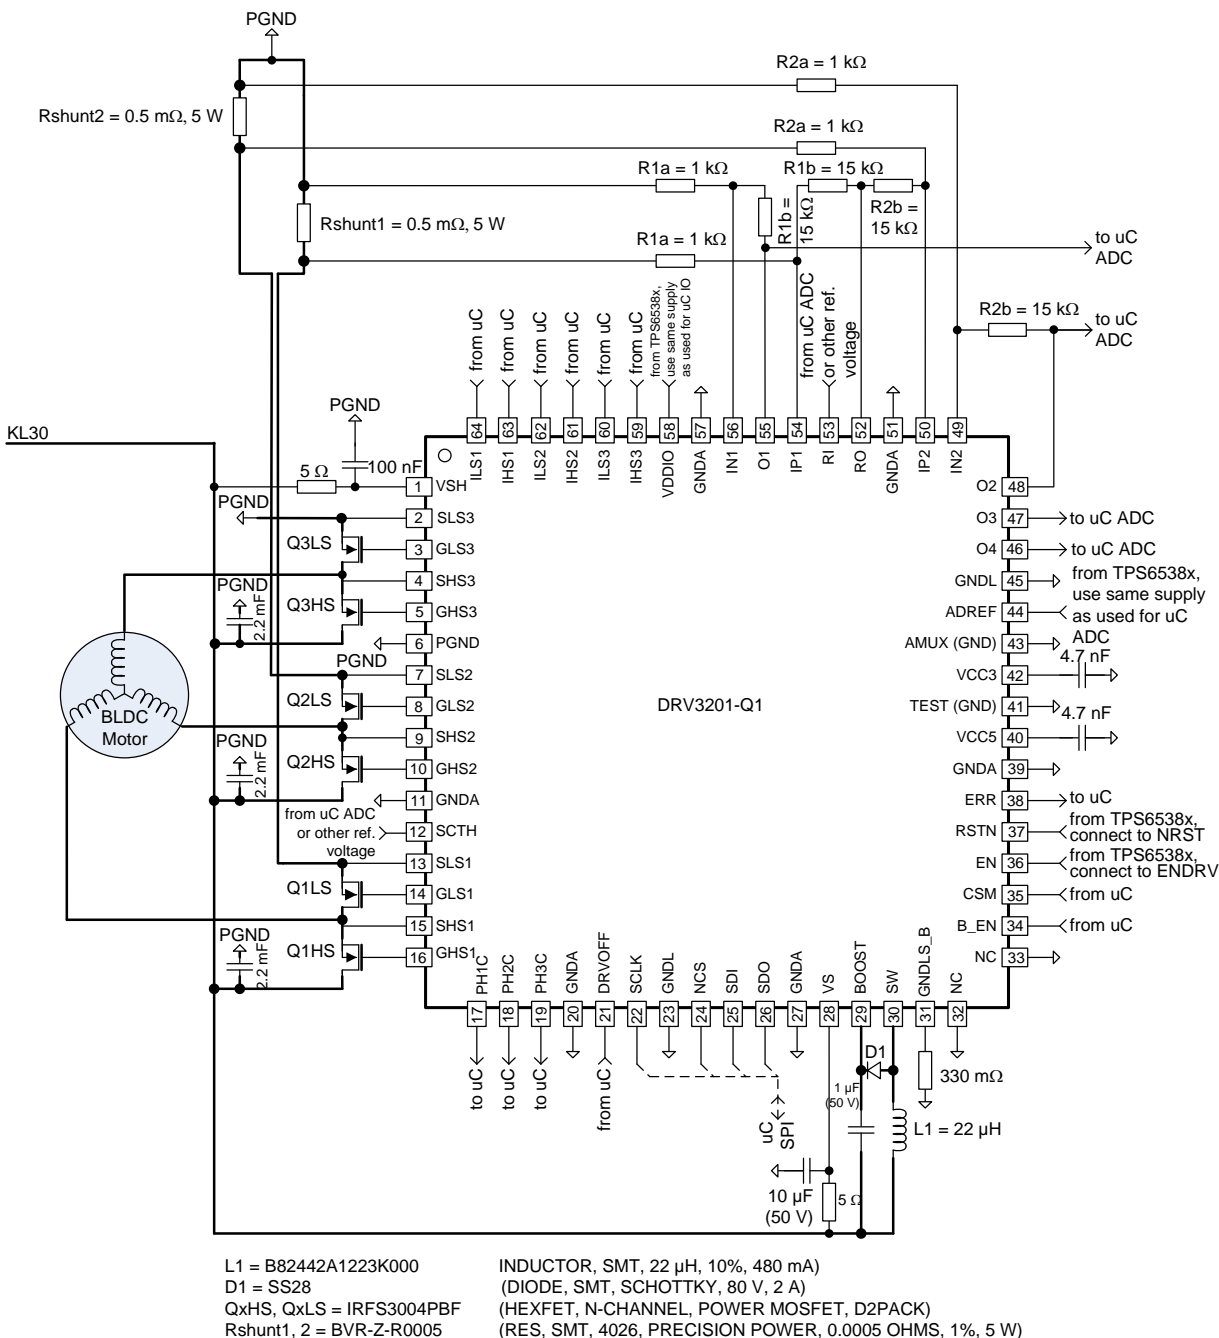 PGND
R2a = 1 kΩ
Rshunt2 = 0.5 mΩ, 5 W
R2a = 1 kΩ
R1a = 1 kΩ
R1b = 15 kΩ
Rshunt1 = 0.5 mΩ, 5 W
R1b =
15 kΩ
R2b =
15 kΩ
R1a = 1 kΩ
to uC
ADC
from uC
from uC
from uC
from uC
from uC
from uC
from TPS6538x,
use same supply
as used for uC IO
from uC ADC
or other ref.
voltage
R2b = 15 kΩ
to uC
ADC
PGND
KL30
64
63
62
61
60
59
58
57
56
55
54
53
52
51
50
49
ILS1
IHS1
ILS2
IHS2
ILS3
IHS3
VDDIO
GNDA
IN1
O1
IP1
RI
RO
GNDA
IP2
IN2
5 Ω
100 nF
1
VSH
O2
48
PGND
2
SLS3
O3
47
to uC ADC
Q3LS
3
GLS3
O4
46
to uC ADC
4
SHS3
GNDL
45
from TPS6538x,
use same supply
as used for uC
ADC
PGND
2.2 mF
Q3HS
5
GHS3
ADREF
44
6
PGND
AMUX (GND)
43
PGND
7
SLS2
VCC3
42
4.7 nF
Q2LS
8
GLS2
DRV3201-Q1
TEST (GND)
41
BLDC
Motor
9
SHS2
VCC5
40
4.7 nF
PGND
2.2 mF
Q2HS
10
GHS2
GNDA
39
11
GNDA
ERR
38
to uC
from uC ADC
or other ref.
voltage
12
SCTH
RSTN
37
from TPS6538x,
connect to NRST
13
SLS1
EN
36
from TPS6538x,
connect to ENDRV
Q1LS
14
GLS1
CSM
35
from uC
15
SHS1
B_EN
34
from uC
PGND
2.2 mF
Q1HS
16
GHS1
NC
33
PH1C
PH2C
PH3C
GNDA
DRVOFF
SCLK
GNDL
NCS
SDI
SDO
GNDA
VS
BOOST
SW
GNDLS_B
NC
17
18
19
20
21
22
23
24
25
26
27
28
29
30
31
32
to uC
to uC
to uC
from uC
uC
SPI
D1
330 mΩ
1 µF
(50 V)
L1 = 22 µH
10 µF
(50 V)
5 Ω
L1 = B82442A1223K000 INDUCTOR, SMT, 22 µH, 10%, 480 mA)
D1 = SS28 (DIODE, SMT, SCHOTTKY, 80 V, 2 A)
QxHS, QxLS = IRFS3004PBF (HEXFET, N-CHANNEL, POWER MOSFET, D2PACK)
Rshunt1, 2 = BVR-Z-R0005 (RES, SMT, 4026, PRECISION POWER, 0.0005 OHMS, 1%, 5 W)